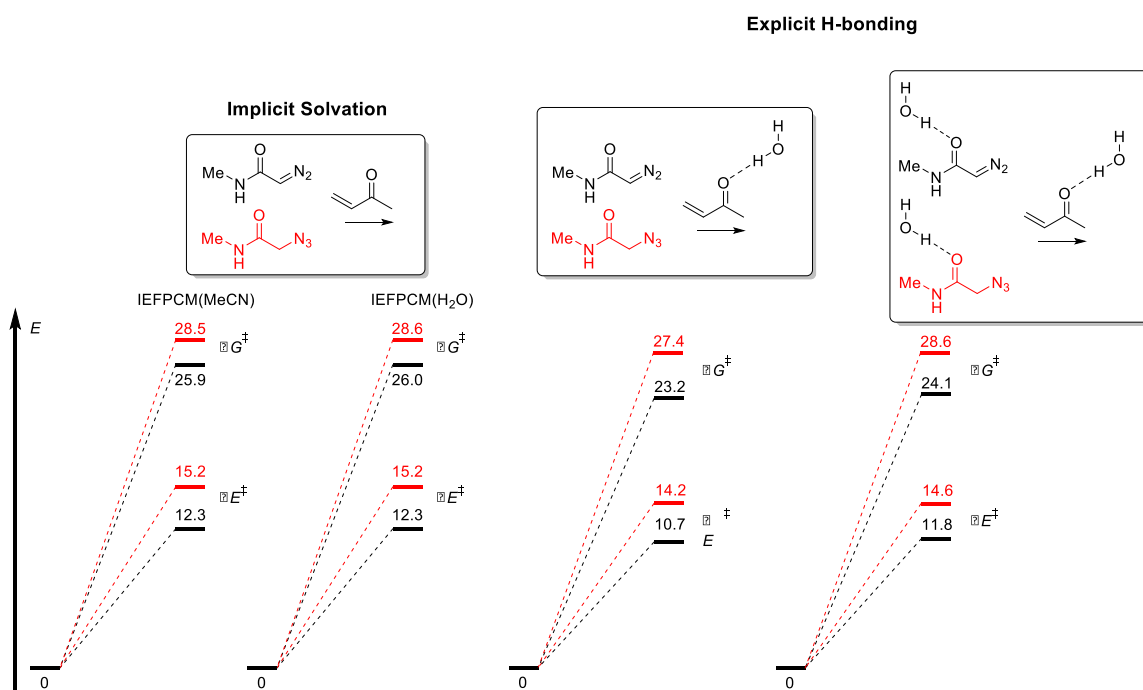 Explicit H-bonding
Implicit Solvation
O
Me
N
H
N2
O
O
Me
N
H
N3
O
Me
N
H
N2
O
H
O
H
O
Me
N
H
N3
H
O
H
O
Me
N
H
N2
O
H
O
H
H
O
H
O
Me
N
H
N3
IEFPCM(MeCN)
IEFPCM(H2O)
E
28.5
G‡
25.9
15.2
E‡
12.3
0
28.6
G‡
26.0
15.2
E‡
12.3
0
27.4
G‡
23.2
14.2
10.7
‡
E
0
28.6
G‡
24.1
14.6
11.8
E‡
0